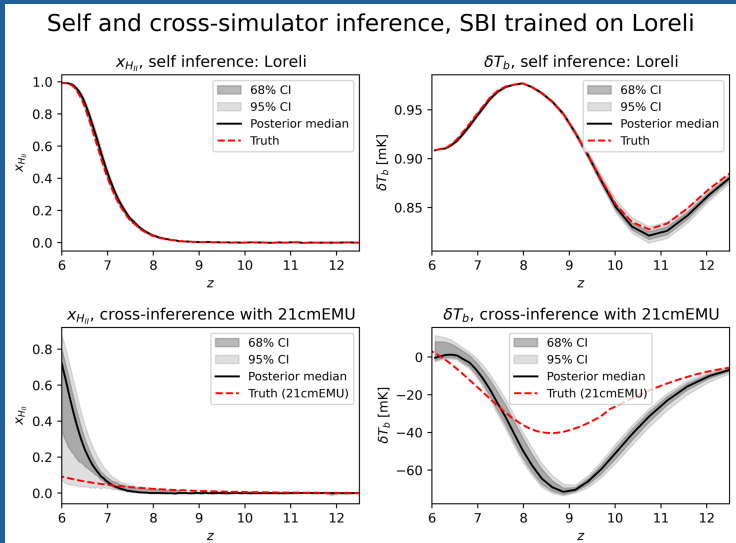 Self and cross-simulator inference, SBI trained on Loreli
x_{H_{II}}, self inference: Loreli
1.0
0.8
0.6
0.4
0.2
0.0
x_{H_{II}}
68% CI
95% CI
Posterior median
Truth
6 7 8 9 10 11 12
z
δT_b, self inference: Loreli
0.95
0.90
0.85
δT_b [mK]
68% CI
95% CI
Posterior median
Truth
6 7 8 9 10 11 12
z
x_{H_{II}}, cross-infererence with 21cmEMU
0.8
0.6
0.4
0.2
0.0
x_{H_{II}}
68% CI
95% CI
Posterior median
Truth (21cmEMU)
6 7 8 9 10 11 12
z
δT_b, cross-inference with 21cmEMU
0
−20
−40
−60
δT_b [mK]
68% CI
95% CI
Posterior median
Truth (21cmEMU)
6 7 8 9 10 11 12
z